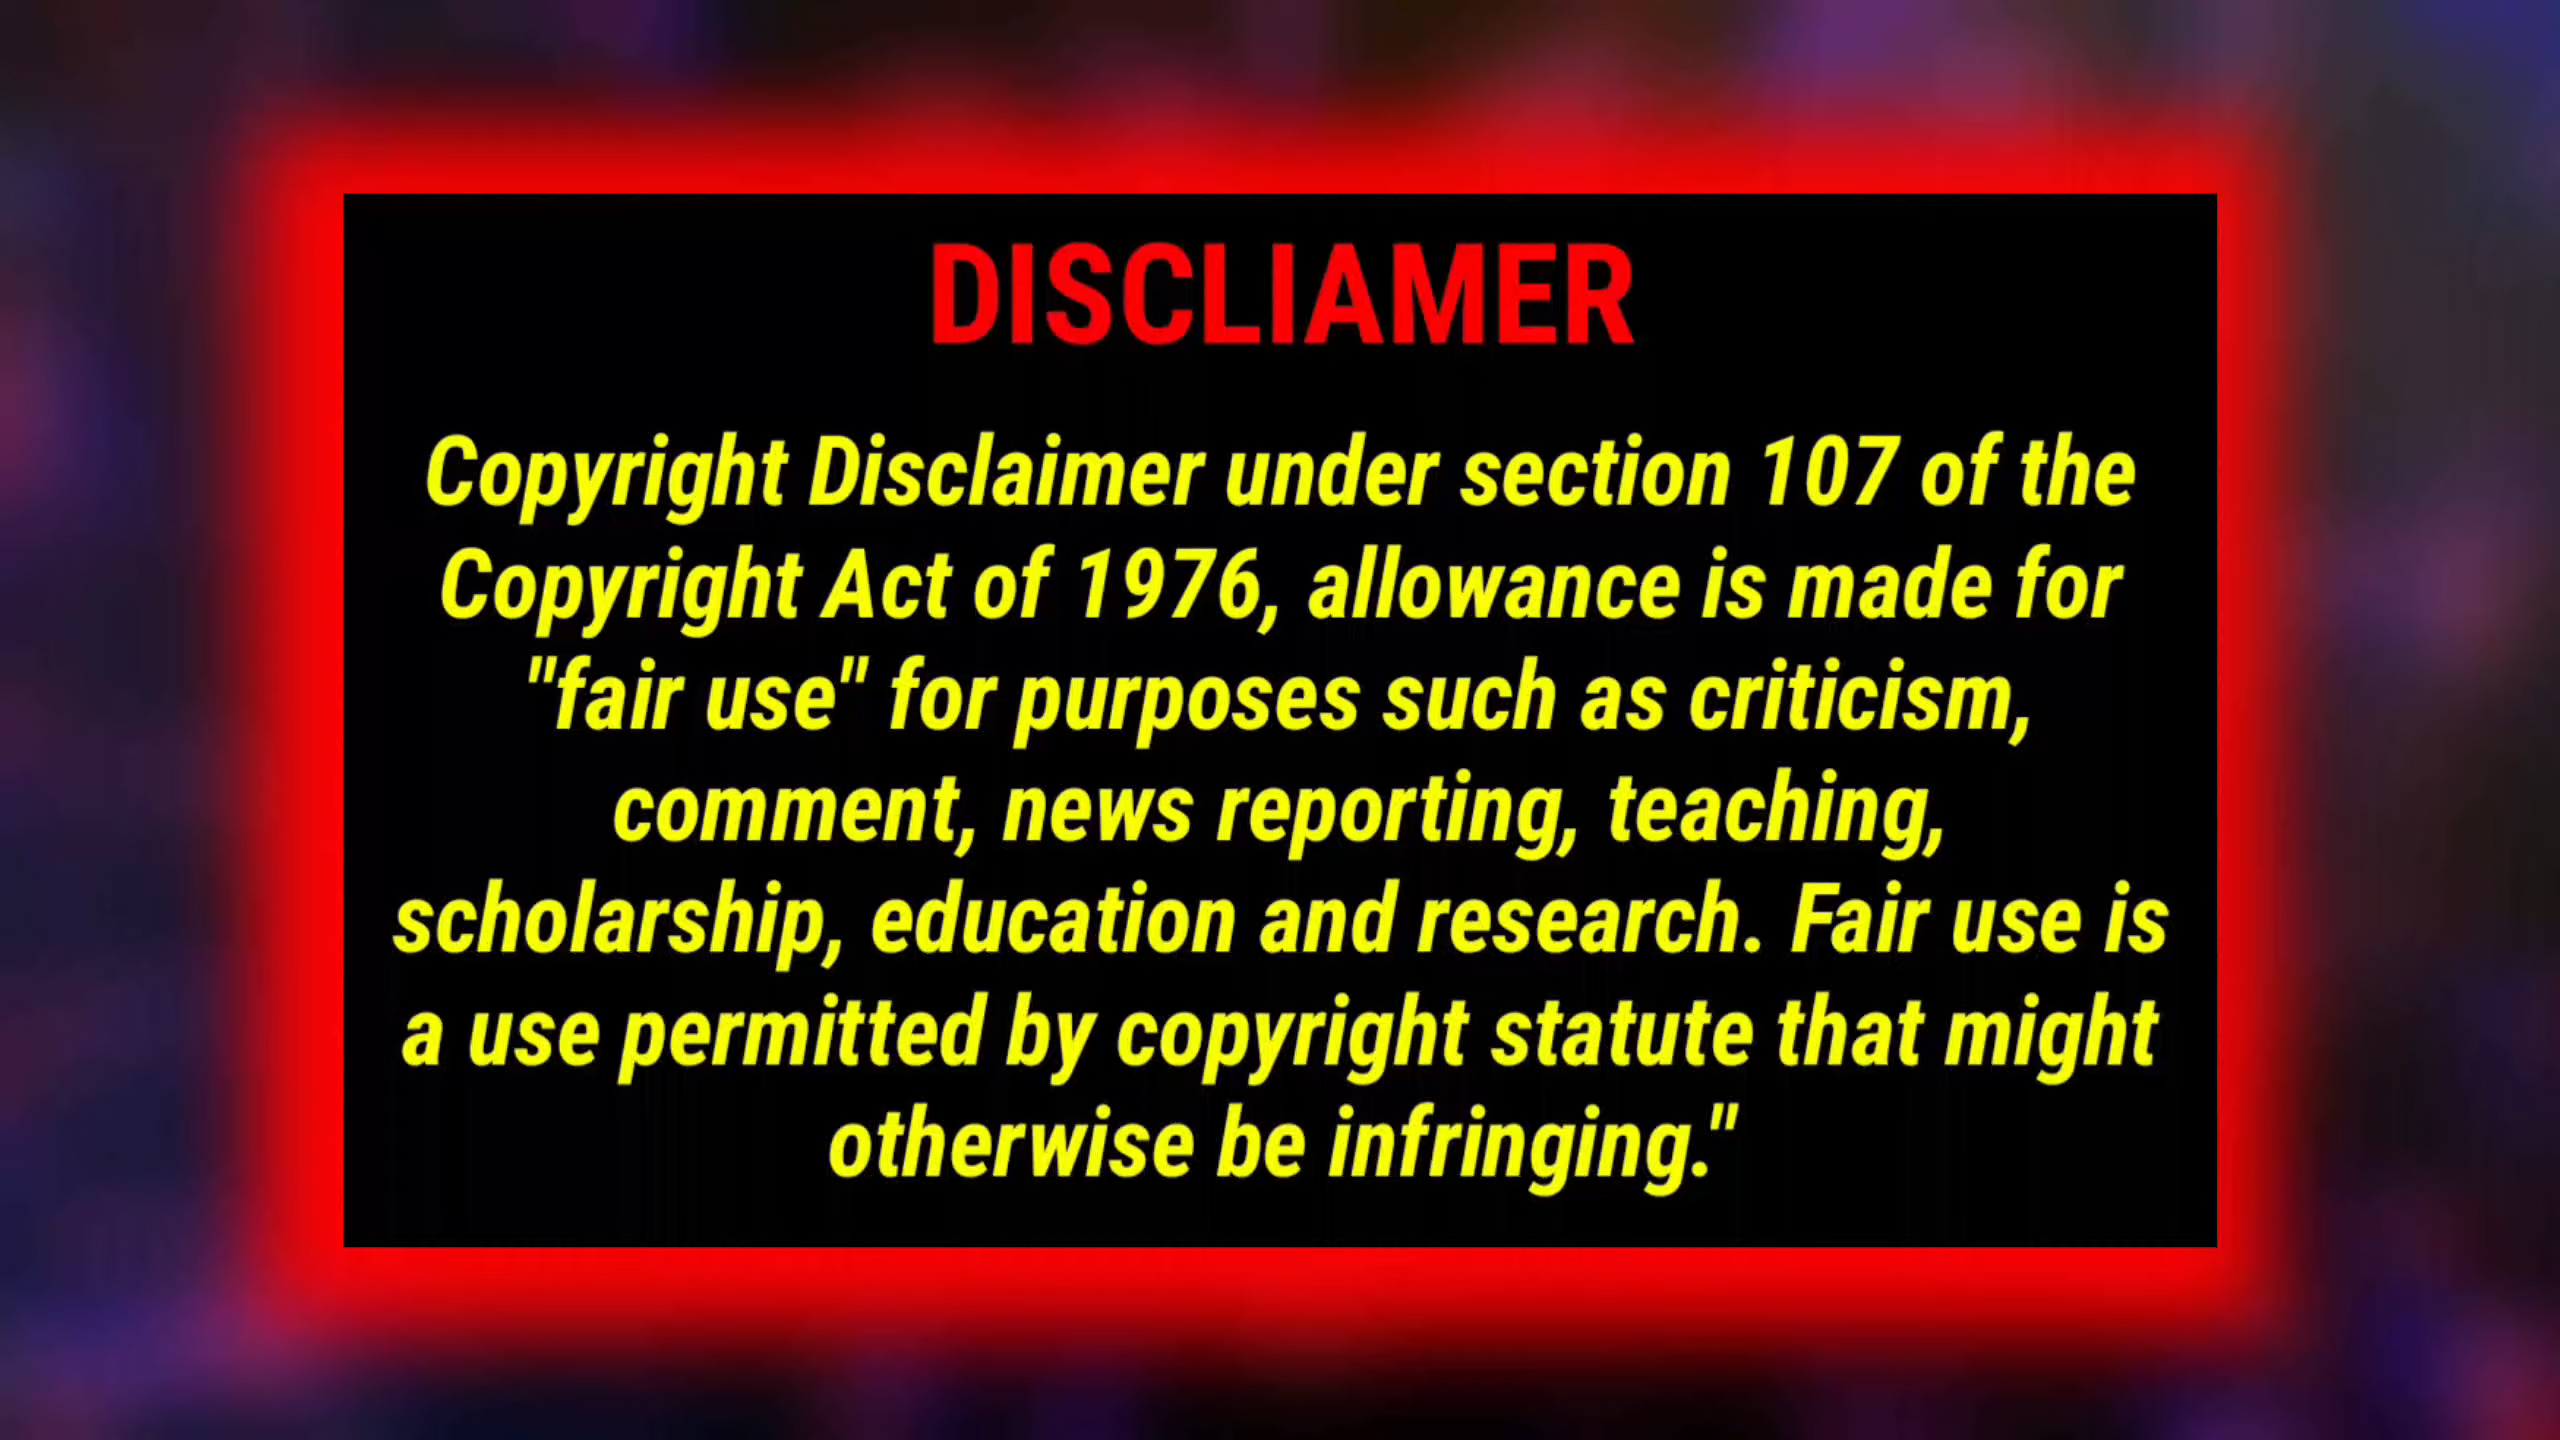 DISCLIAMER
Copyright Disclaimer under section 107 of the
Copyright Act of 1976, allowance is made for
"fair use" for purposes such as criticism,
comment, news reporting, teaching,
scholarship, education and research. Fair use is
a use permitted by copyright statute that might
otherwise be infringing."